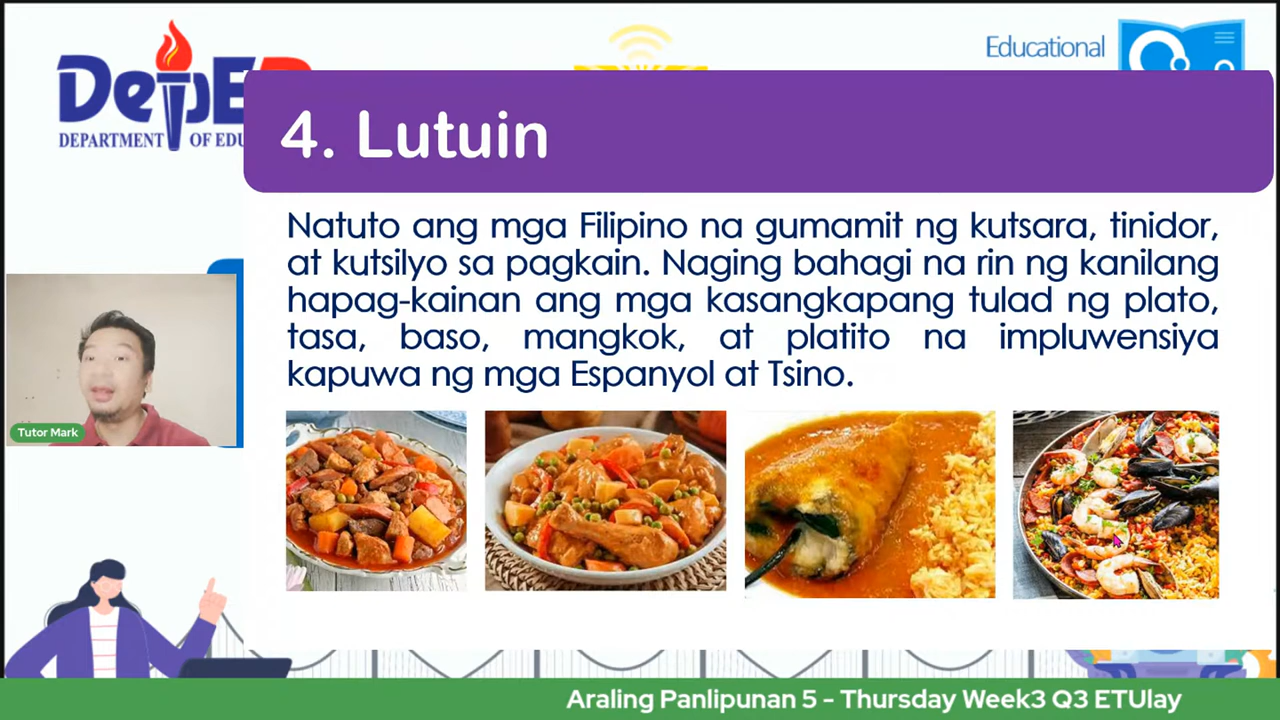 DepED
DEPARTMENT OF EDU
Educational
4. Lutuin
Natuto ang mga Filipino na gumamit ng kutsara, tinidor,
at kutsilyo sa pagkain. Naging bahagi na rin ng kanilang
hapag-kainan ang mga kasangkapang tulad ng plato,
tasa, baso, mangkok, at platito na impluwensiya
kapuwa ng mga Espanyol at Tsino.
Tutor Mark
Araling Panlipunan 5 - Thursday Week3 Q3 ETUlay